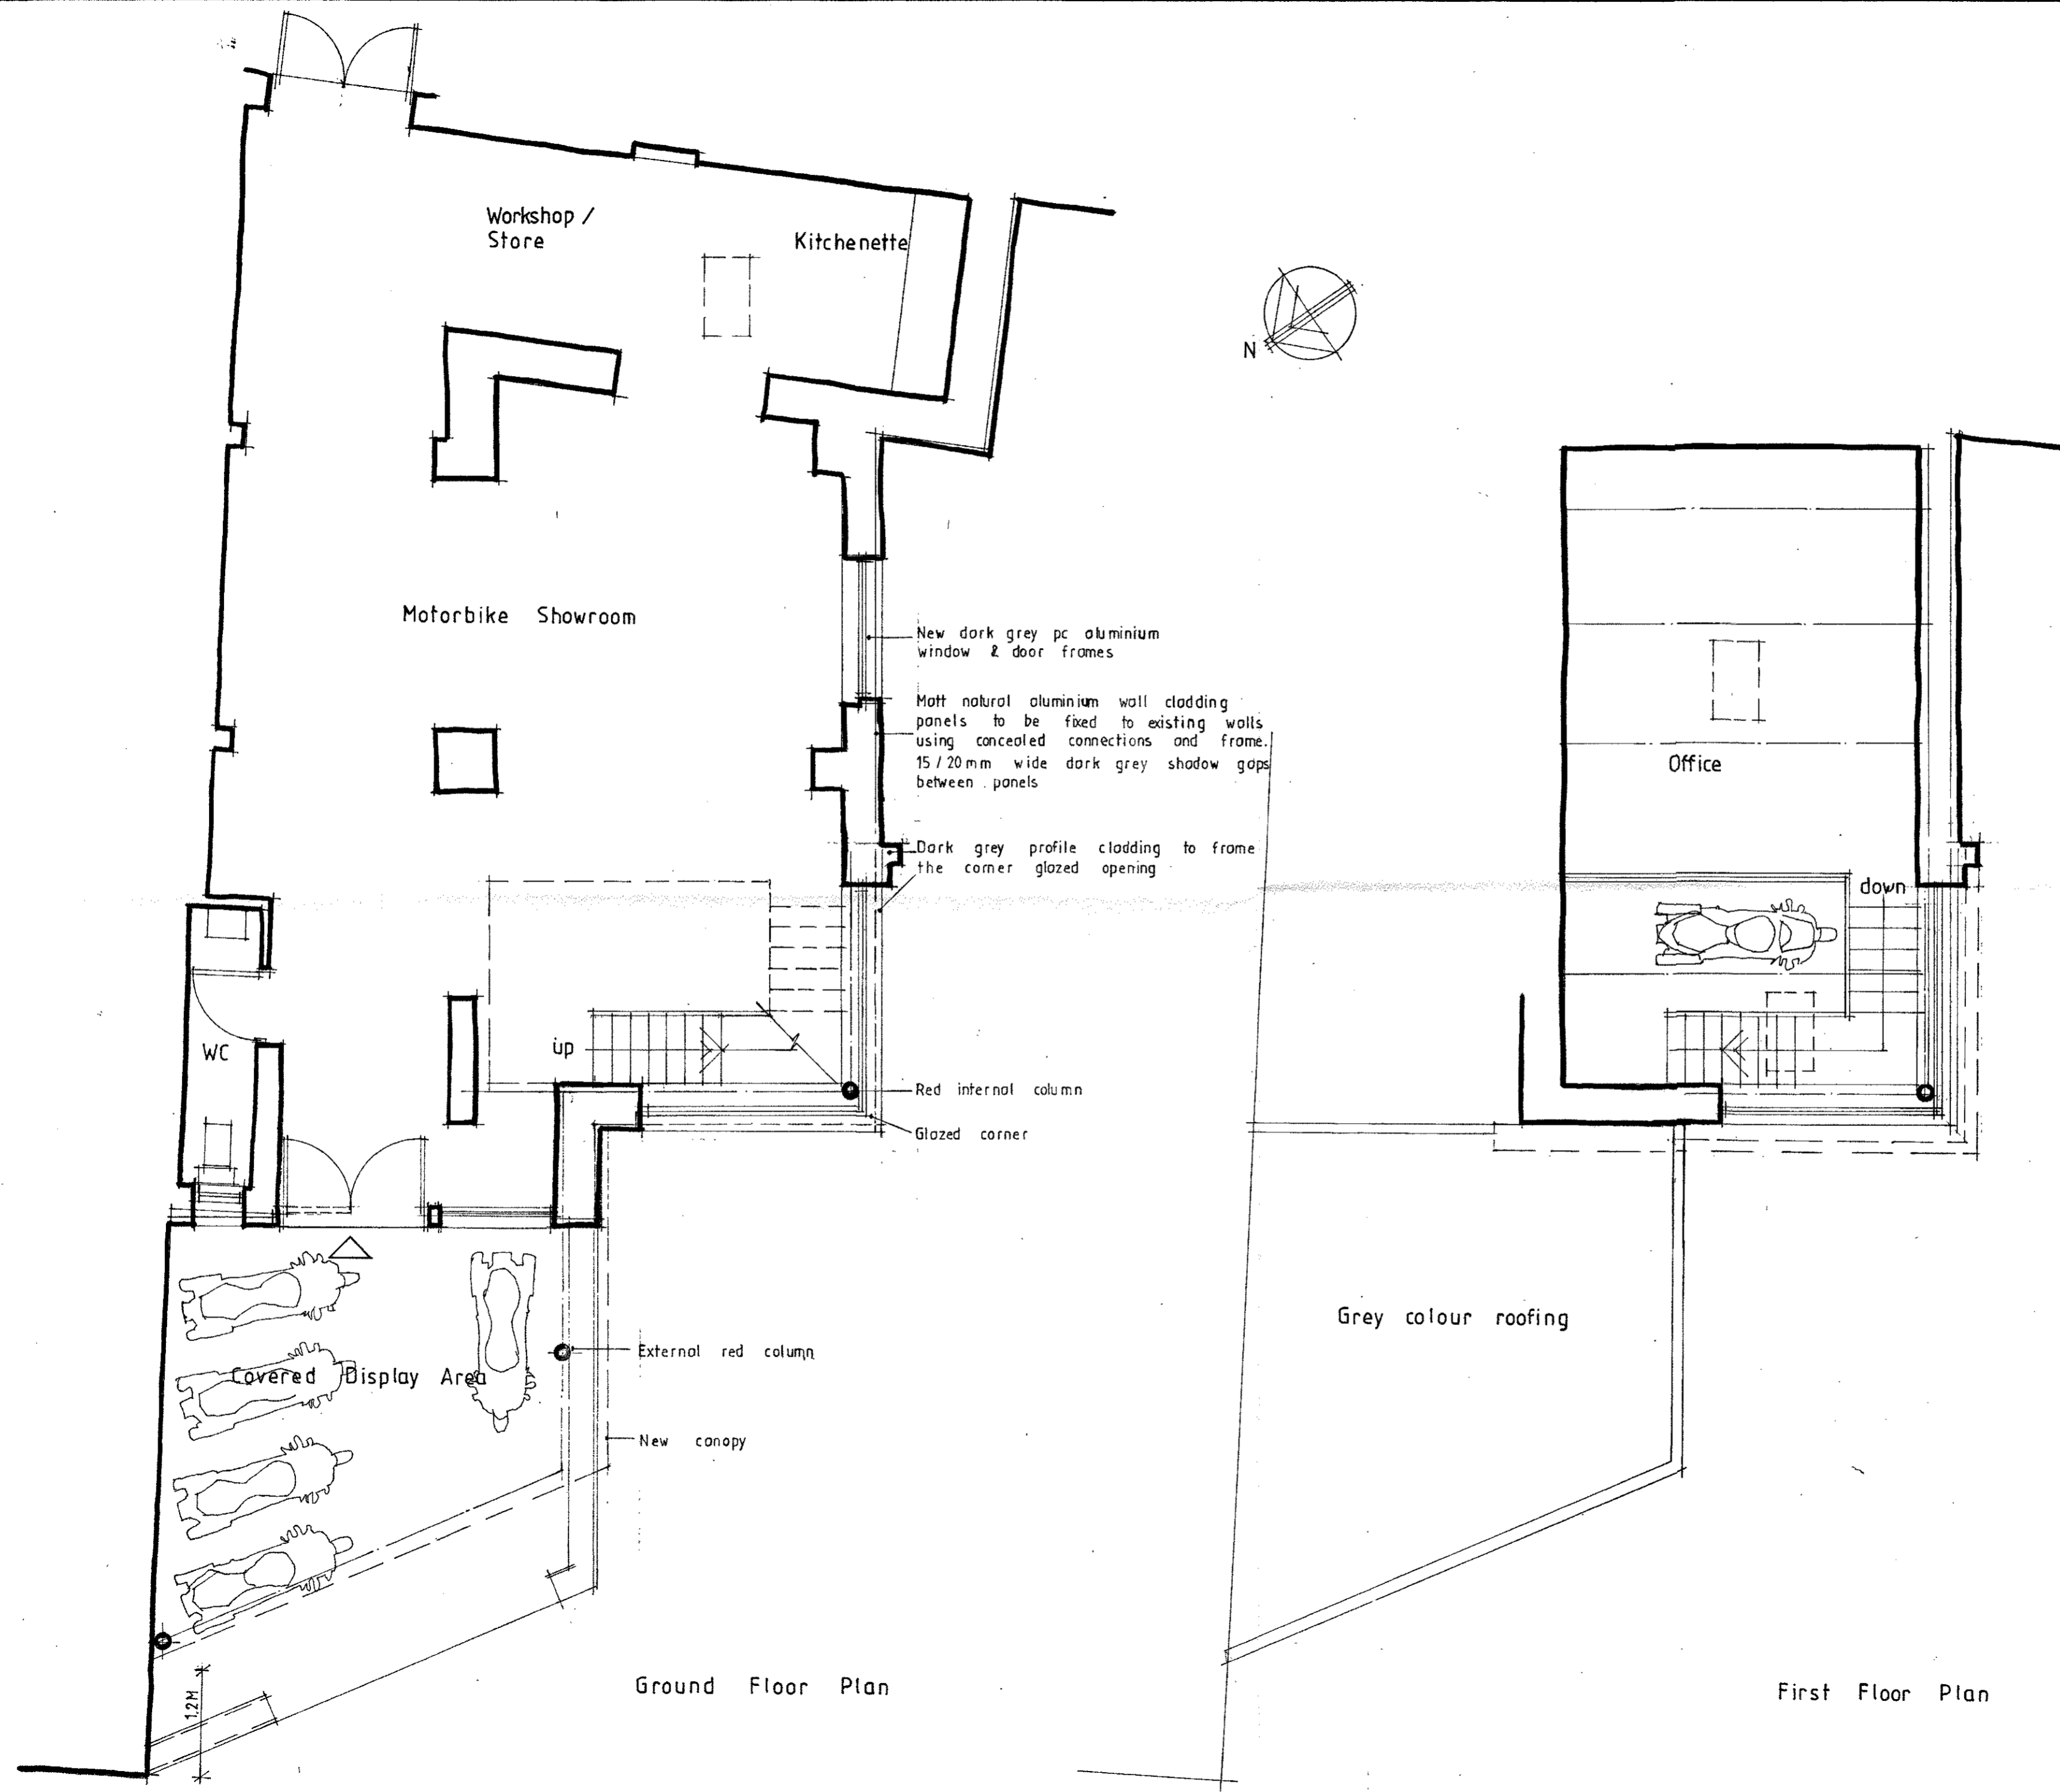 Workshop /
Store
Kitchenette
N
Motorbike Showroom
New dark grey pc aluminium
window & door frames
Matt natural aluminium wall cladding
panels to be fixed to existing walls
using concealed connections and frame.
15/20mm wide dark grey shadow gaps
between panels
Office
Dark grey profile cladding to frame
the corner glazed opening
down
up
WC
Red internal column
Glazed corner
Grey colour roofing
External red column
Covered Display Area
New canopy
1.2M
Ground Floor Plan
First Floor Plan